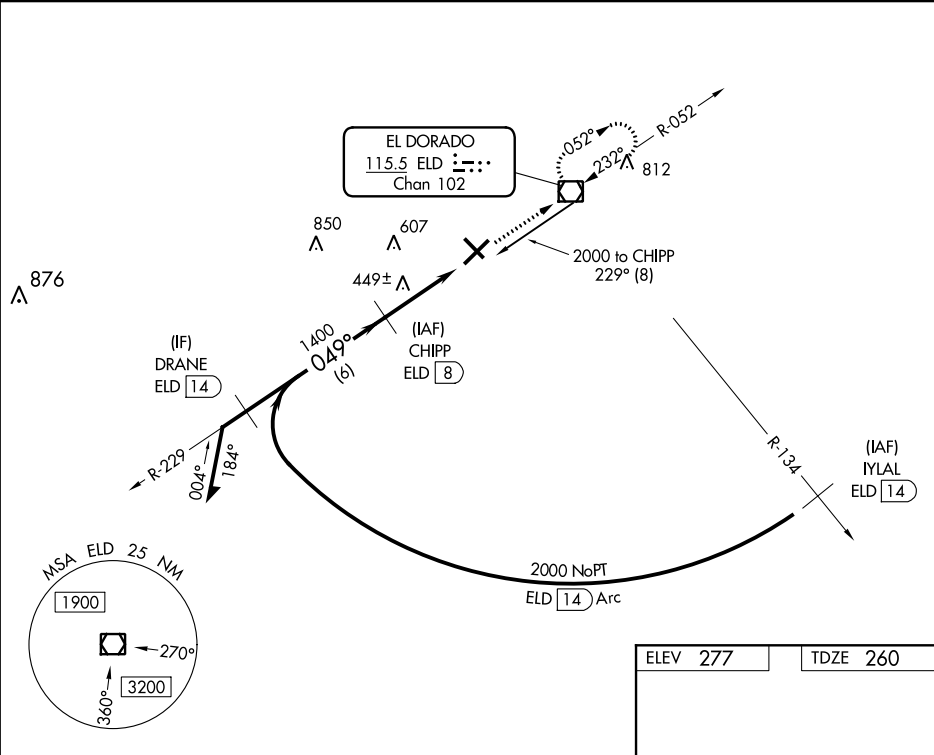 R-052
052°
232°
812
EL DORADO
115.5 ELD
Chan 102
850
607
876
449±
2000 to CHIPP
229° (8)
(IAF)
CHIPP
ELD 8
1400
049°
(6)
(IF)
DRANE
ELD 14
R-229
004°
184°
R-134
(IAF)
IYLAL
ELD 14
2000 NoPT
ELD 14 Arc
MSA ELD 25 NM
1900
270°
360°
3200
ELEV 277
TDZE 260